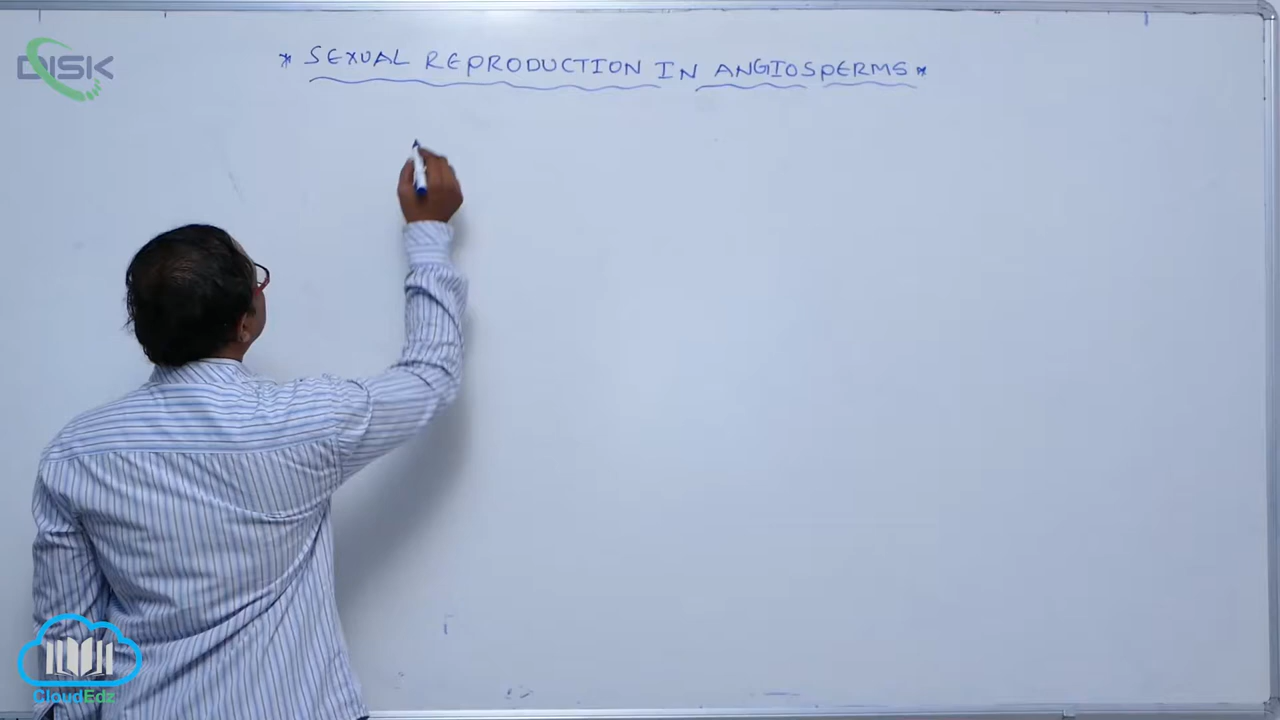 DISK
* SEXUAL REPRODUCTION IN ANGIOSPERMS *
CloudEdz